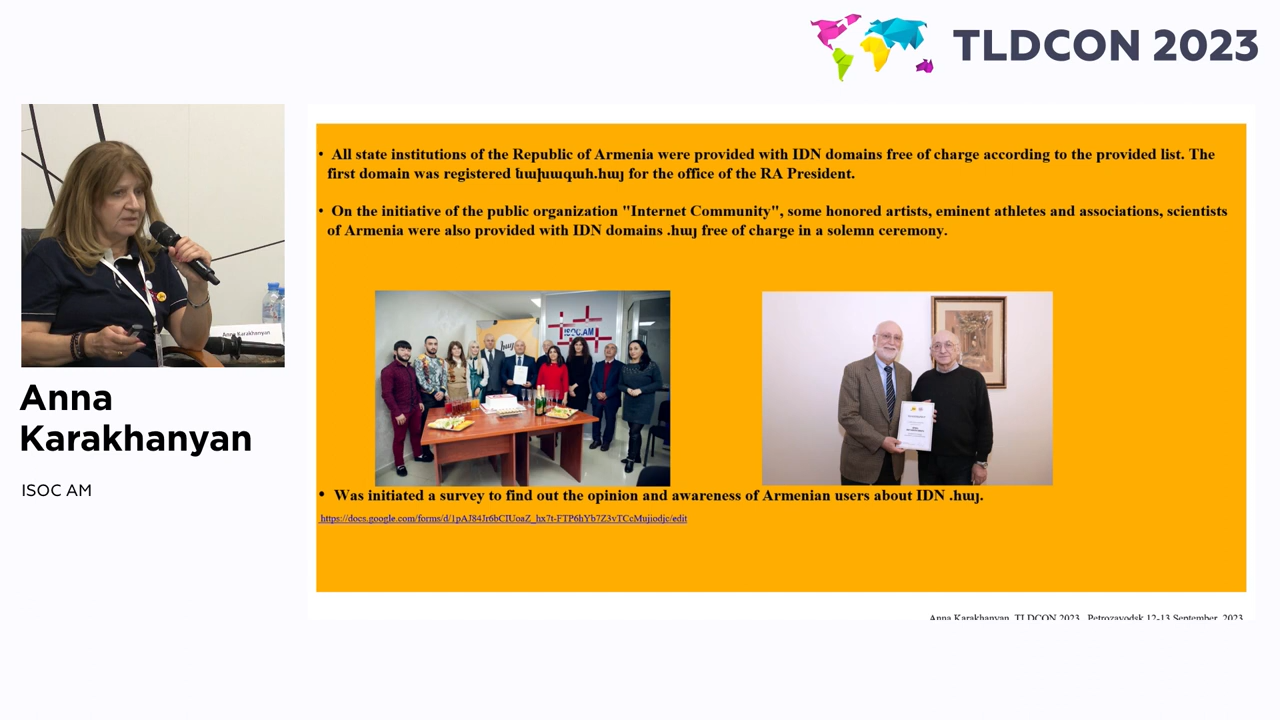 TLDCON 2023
• All state institutions of the Republic of Armenia were provided with IDN domains free of charge according to the provided list. The
first domain was registered նախագահ.հայ for the office of the RA President.
• On the initiative of the public organization "Internet Community", some honored artists, eminent athletes and associations, scientists
of Armenia were also provided with IDN domains .հայ free of charge in a solemn ceremony.
Anna Karakhanyan
հայ
ISOC.AM
Anna
Karakhanyan
ISOC AM
• Was initiated a survey to find out the opinion and awareness of Armenian users about IDN .հայ.
https://docs.google.com/forms/d/1pAJ84Jr6bCIUoaZ_hx7t-FTP6hYb7Z3vTCcMujiodjc/edit
Anna Karakhanyan, TLDCON 2023, Petrozavodsk 12-13 September, 2023